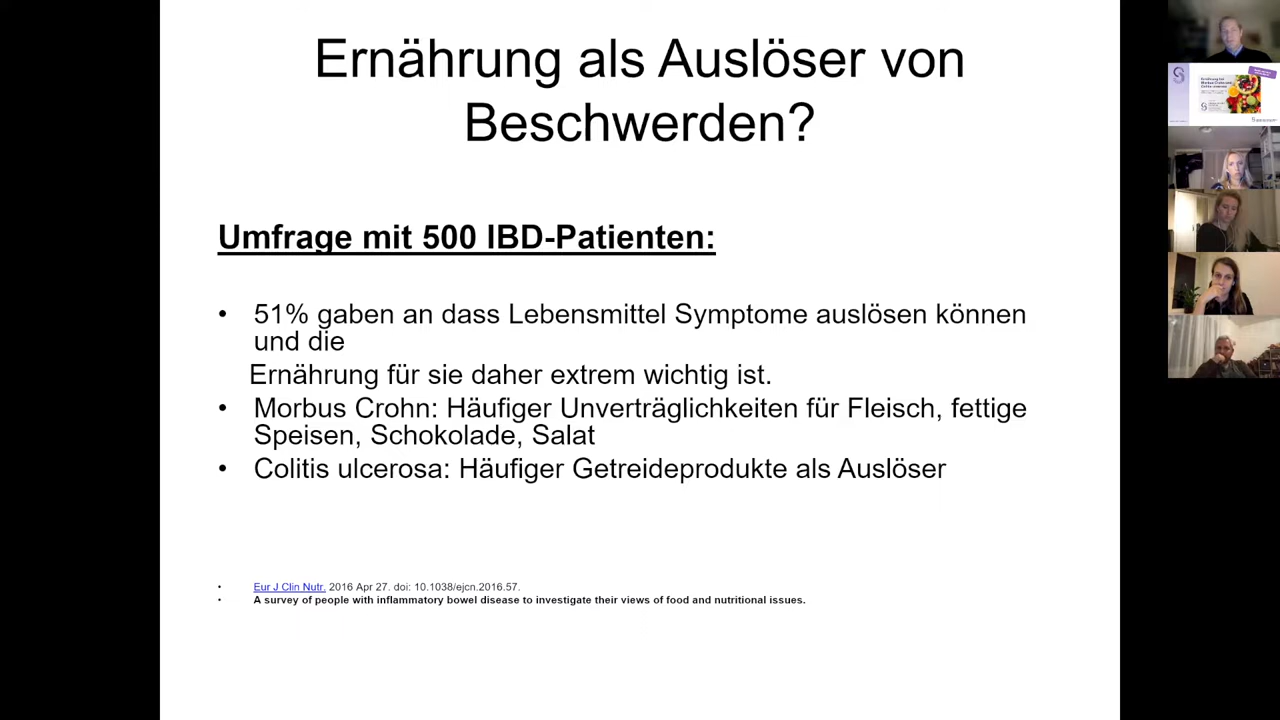 Ernährung als Auslöser von
Beschwerden?
Umfrage mit 500 IBD-Patienten:
• 51% gaben an dass Lebensmittel Symptome auslösen können
und die
Ernährung für sie daher extrem wichtig ist.
• Morbus Crohn: Häufiger Unverträglichkeiten für Fleisch, fettige
Speisen, Schokolade, Salat
• Colitis ulcerosa: Häufiger Getreideprodukte als Auslöser
• Eur J Clin Nutr. 2016 Apr 27. doi: 10.1038/ejcn.2016.57.
• A survey of people with inflammatory bowel disease to investigate their views of food and nutritional issues.